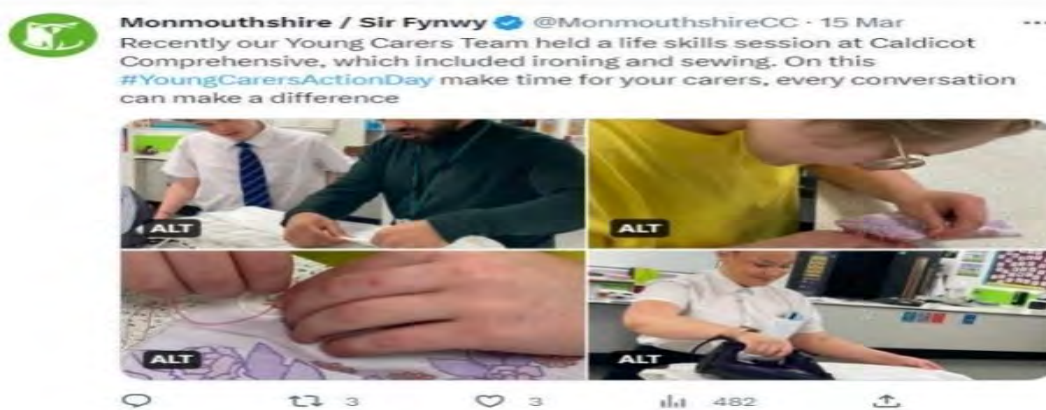 Monmouthshire / Sir Fynwy @MonmouthshireCC · 15 Mar
Recently our Young Carers Team held a life skills session at Caldicot
Comprehensive, which included ironing and sewing. On this
#YoungCarersActionDay make time for your carers, every conversation
can make a difference
ALT
ALT
ALT
ALT
3
3
482